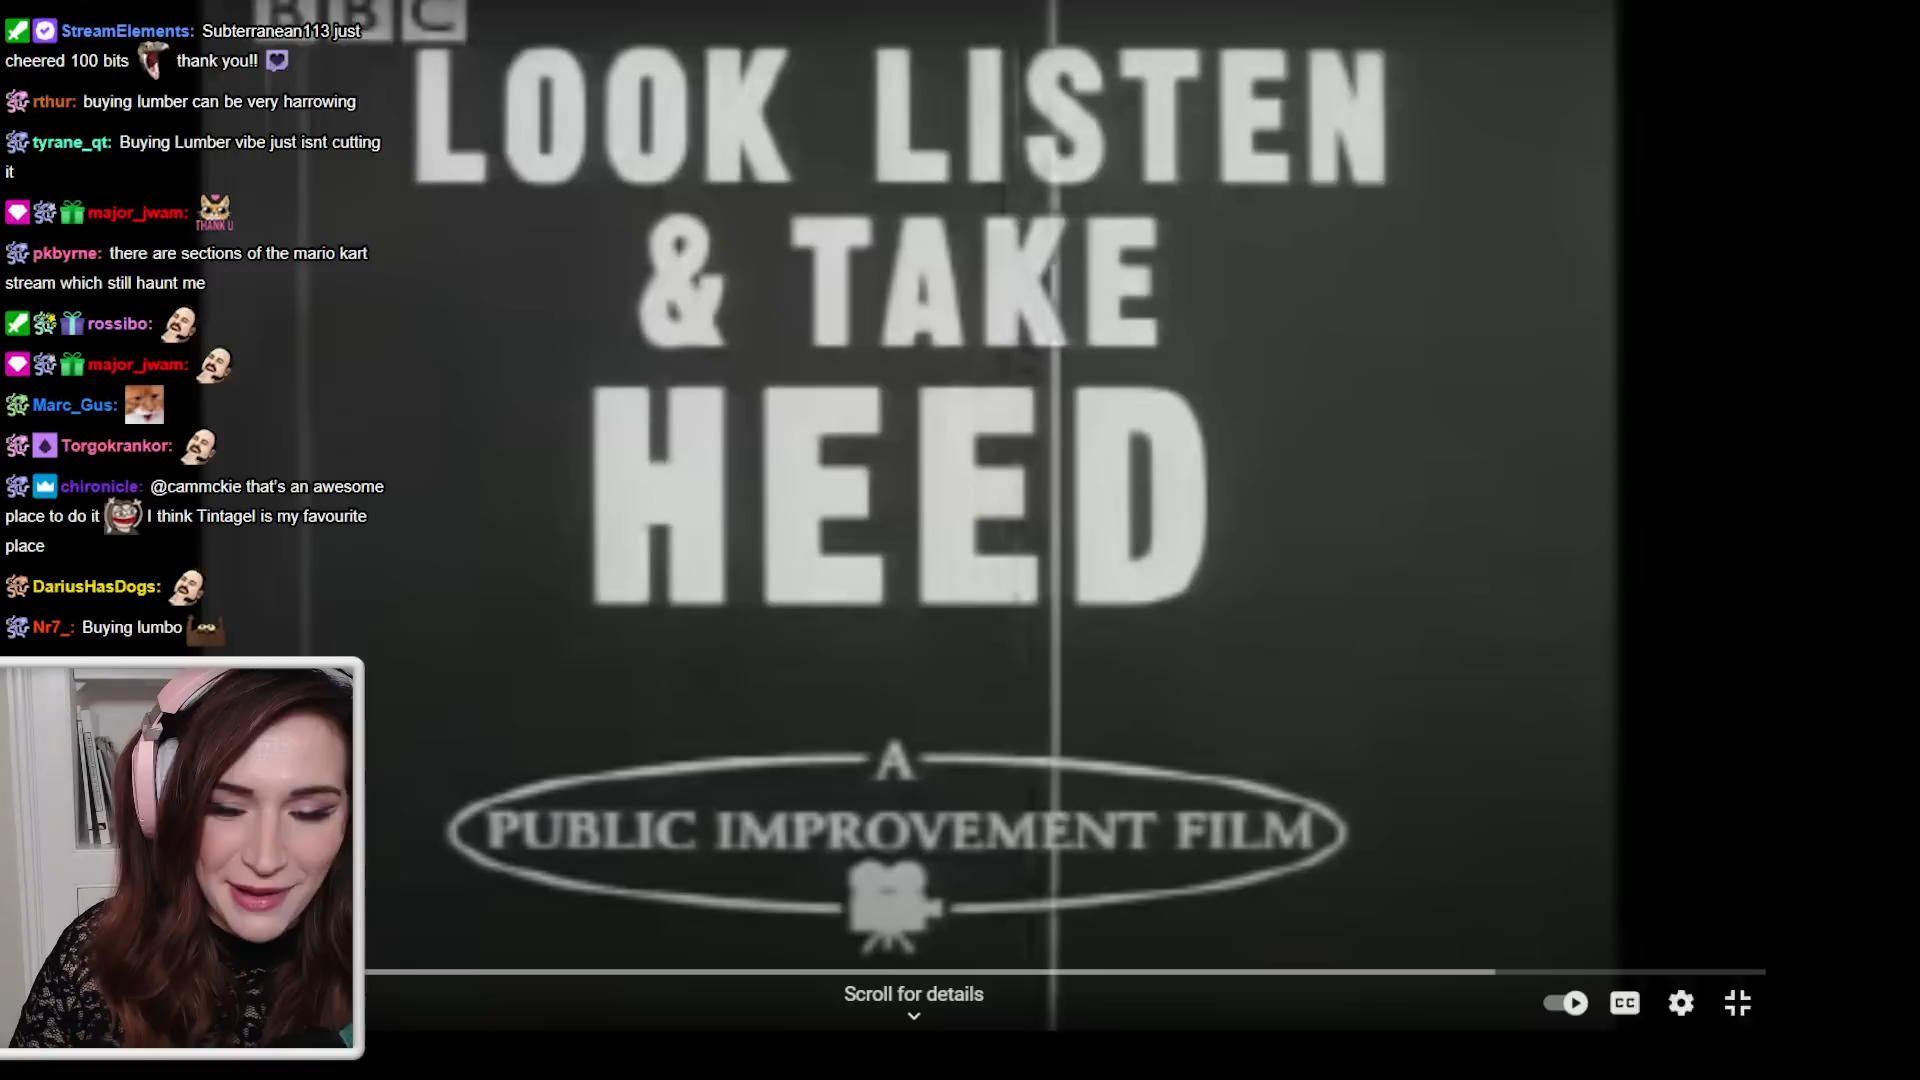 StreamElements: Subterranean113 just
cheered 100 bits thank you!!
rthur: buying lumber can be very harrowing
tyrane_qt: Buying Lumber vibe just isnt cutting
it
major_jwam:
THANK U
pkbyrne: there are sections of the mario kart
stream which still haunt me
rossibo:
major_jwam:
Marc_Gus:
Torgokrankor:
chironicle: @cammckie that's an awesome
place to do it I think Tintagel is my favourite
place
DariusHasDogs:
Nr7_: Buying lumbo
BBC
LOOK LISTEN
& TAKE
HEED
A
PUBLIC IMPROVEMENT FILM
Scroll for details
CC